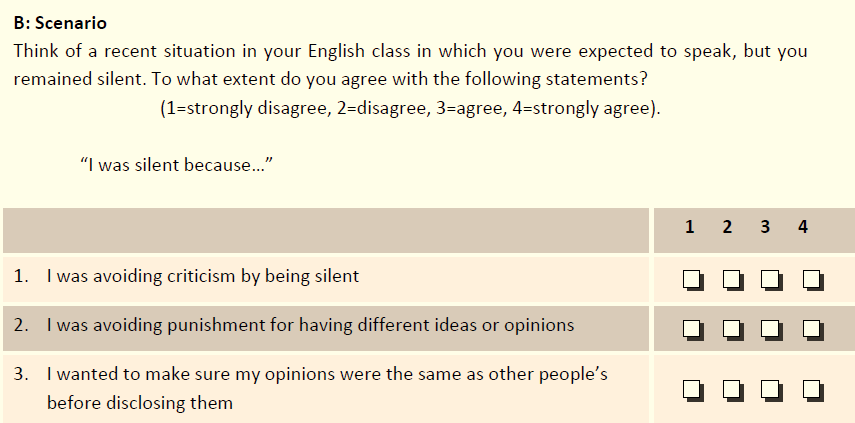 B: Scenario
Think of a recent situation in your English class in which you were expected to speak, but you
remained silent. To what extent do you agree with the following statements?
(1=strongly disagree, 2=disagree, 3=agree, 4=strongly agree).
“I was silent because…”
1 2 3 4
1. I was avoiding criticism by being silent
2. I was avoiding punishment for having different ideas or opinions
3. I wanted to make sure my opinions were the same as other people’s
before disclosing them